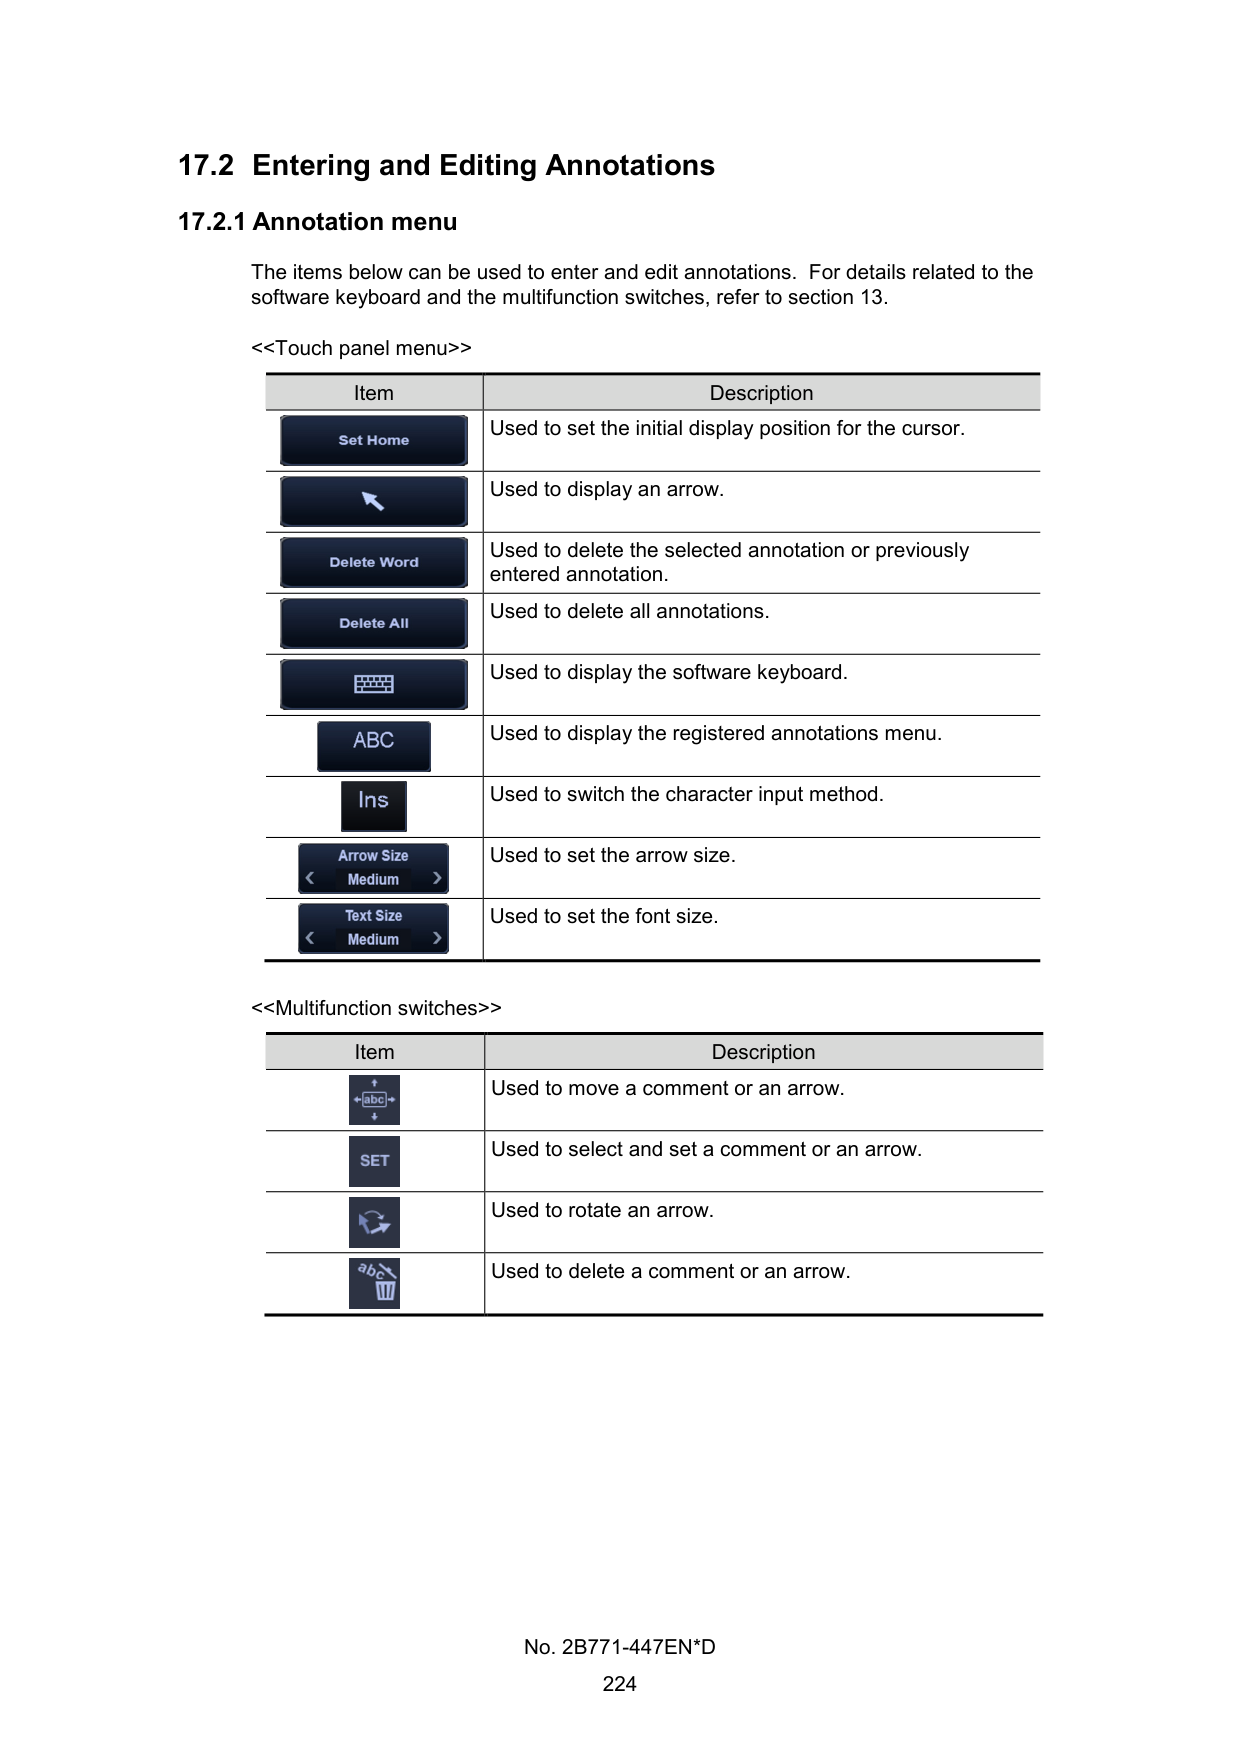 17.2 Entering and Editing Annotations
17.2.1 Annotation menu
The items below can be used to enter and edit annotations. For details related to the
software keyboard and the multifunction switches, refer to section 13.
<<Touch panel menu>>
Item Description
Set Home Used to set the initial display position for the cursor.
Used to display an arrow.
Delete Word Used to delete the selected annotation or previously
entered annotation.
Delete All Used to delete all annotations.
Used to display the software keyboard.
ABC Used to display the registered annotations menu.
Ins Used to switch the character input method.
Arrow Size Used to set the arrow size.
Medium
Text Size Used to set the font size.
Medium
<<Multifunction switches>>
Item Description
abc Used to move a comment or an arrow.
SET Used to select and set a comment or an arrow.
Used to rotate an arrow.
abc Used to delete a comment or an arrow.
No. 2B771-447EN*D
224